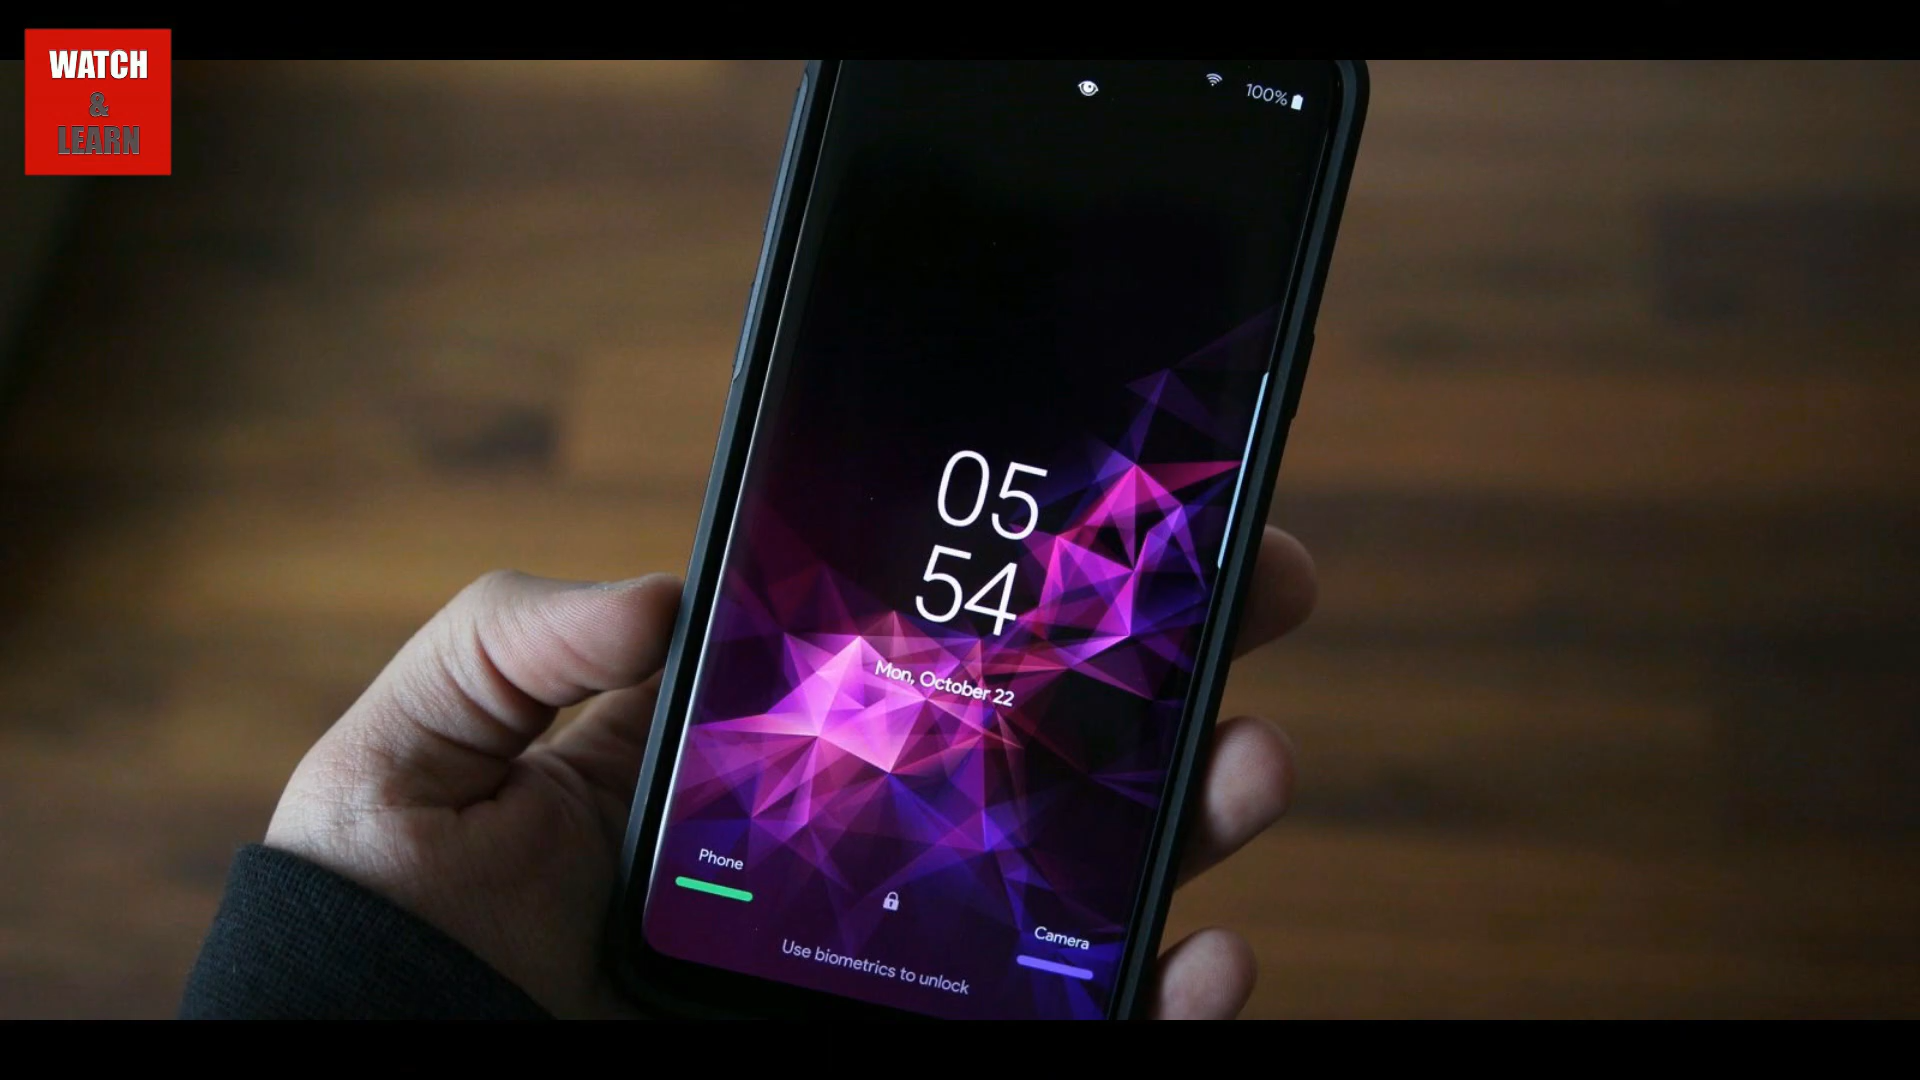 WATCH
&
LEARN
100%
05
54
Mon, October 22
Phone
Camera
Use biometrics to unlock